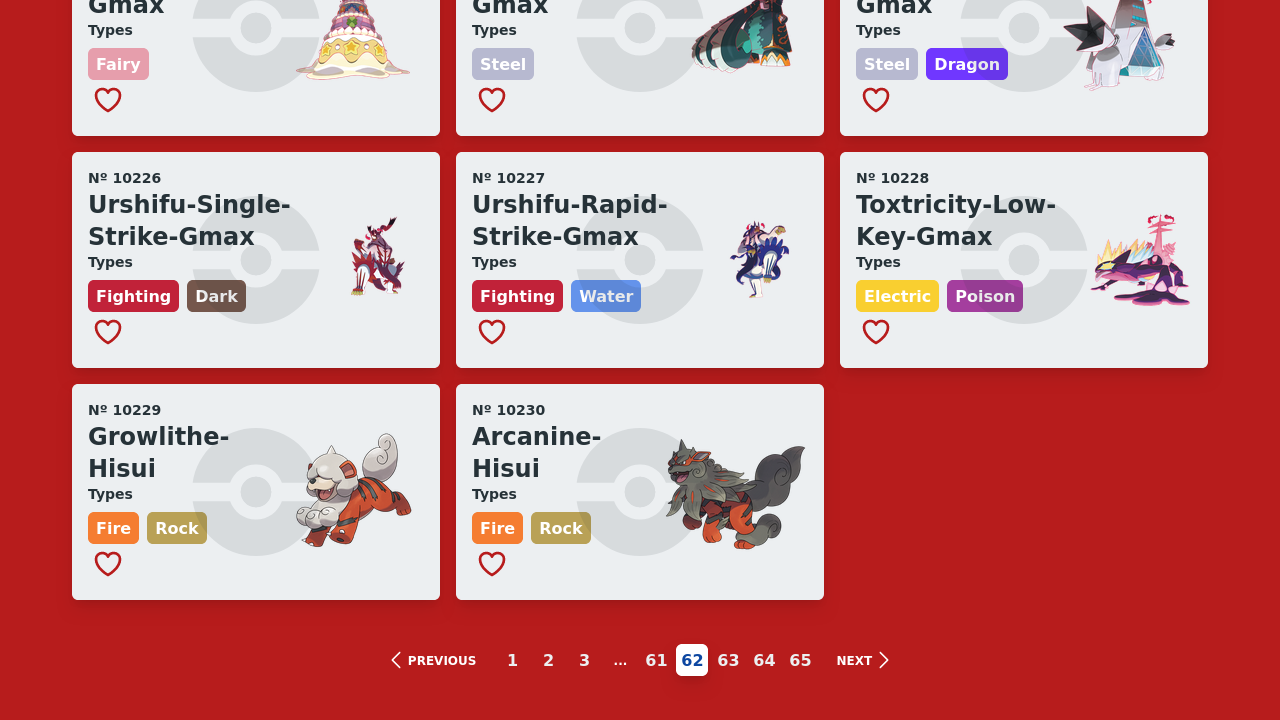 Gmax
Types
Fairy
Gmax
Types
Steel
Gmax
Types
Steel Dragon
Nº 10226
Urshifu-Single-
Strike-Gmax
Types
Fighting Dark
Nº 10227
Urshifu-Rapid-
Strike-Gmax
Types
Fighting Water
Nº 10228
Toxtricity-Low-
Key-Gmax
Types
Electric Poison
Nº 10229
Growlithe-
Hisui
Types
Fire Rock
Nº 10230
Arcanine-
Hisui
Types
Fire Rock
PREVIOUS 1 2 3 ... 61 62 63 64 65 NEXT